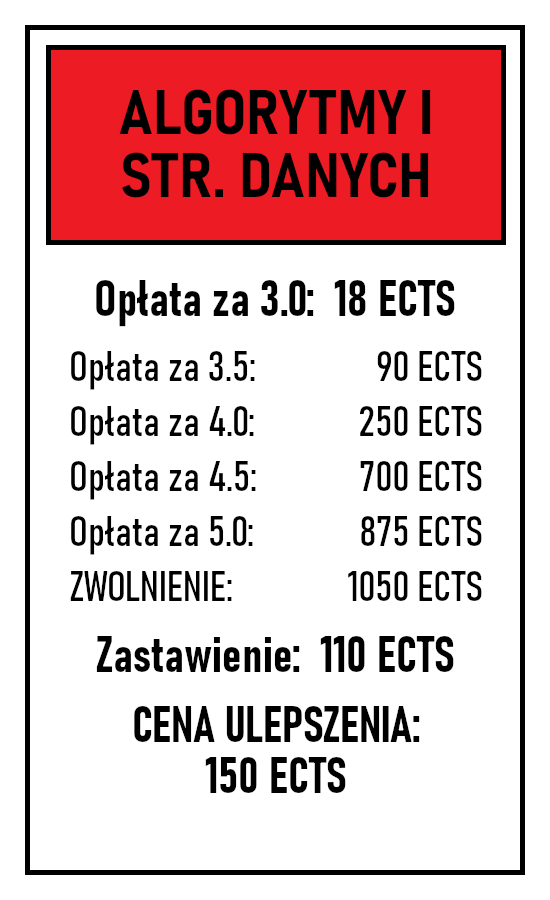 ALGORYTMY I
STR. DANYCH
Opłata za 3.0: 18 ECTS
Opłata za 3.5: 90 ECTS
Opłata za 4.0: 250 ECTS
Opłata za 4.5: 700 ECTS
Opłata za 5.0: 875 ECTS
ZWOLNIENIE: 1050 ECTS
Zastawienie: 110 ECTS
CENA ULEPSZENIA:
150 ECTS